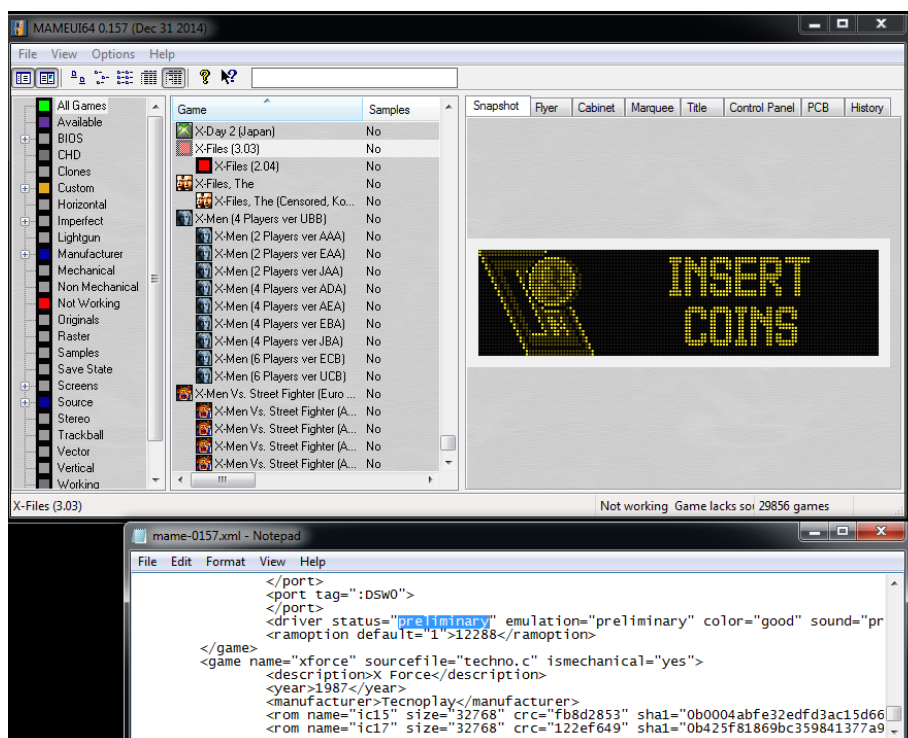 MAMEUI64 0.157 (Dec 31 2014)
File View Options Help
All Games
Available
BIOS
CHD
Clones
Custom
Horizontal
Imperfect
Lightgun
Manufacturer
Mechanical
Non Mechanical
Not Working
Originals
Raster
Samples
Save State
Screens
Source
Stereo
Trackball
Vector
Vertical
Working
Game Samples
X-Day 2 (Japan) No
X-Files (3.03) No
X-Files (2.04) No
X-Files, The No
X-Files, The (Censored, Ko... No
X-Men (4 Players ver UBB) No
X-Men (2 Players ver AAA) No
X-Men (2 Players ver EAA) No
X-Men (2 Players ver JAA) No
X-Men (4 Players ver ADA) No
X-Men (4 Players ver AEA) No
X-Men (4 Players ver EBA) No
X-Men (4 Players ver JBA) No
X-Men (6 Players ver ECB) No
X-Men (6 Players ver UCB) No
X-Men Vs. Street Fighter (Euro ... No
X-Men Vs. Street Fighter (A... No
X-Men Vs. Street Fighter (A... No
X-Men Vs. Street Fighter (A... No
X-Men Vs. Street Fighter (A... No
Snapshot Flyer Cabinet Marquee Title Control Panel PCB History
INSERT
COINS
X-Files (3.03) Not working Game lacks sou 29856 games
mame-0157.xml - Notepad
File Edit Format View Help
</port>
<port tag=":DSW0">
</port>
<driver status="preliminary" emulation="preliminary" color="good" sound="pr
<ramoption default="1">12288</ramoption>
</game>
<game name="xforce" sourcefile="techno.c" ismechanical="yes">
<description>X Force</description>
<year>1987</year>
<manufacturer>Tecnoplay</manufacturer>
<rom name="ic15" size="32768" crc="fb8d2853" sha1="0b0004abfe32edfd3ac15d66
<rom name="ic17" size="32768" crc="122ef649" sha1="0b425f81869bc359841377a9